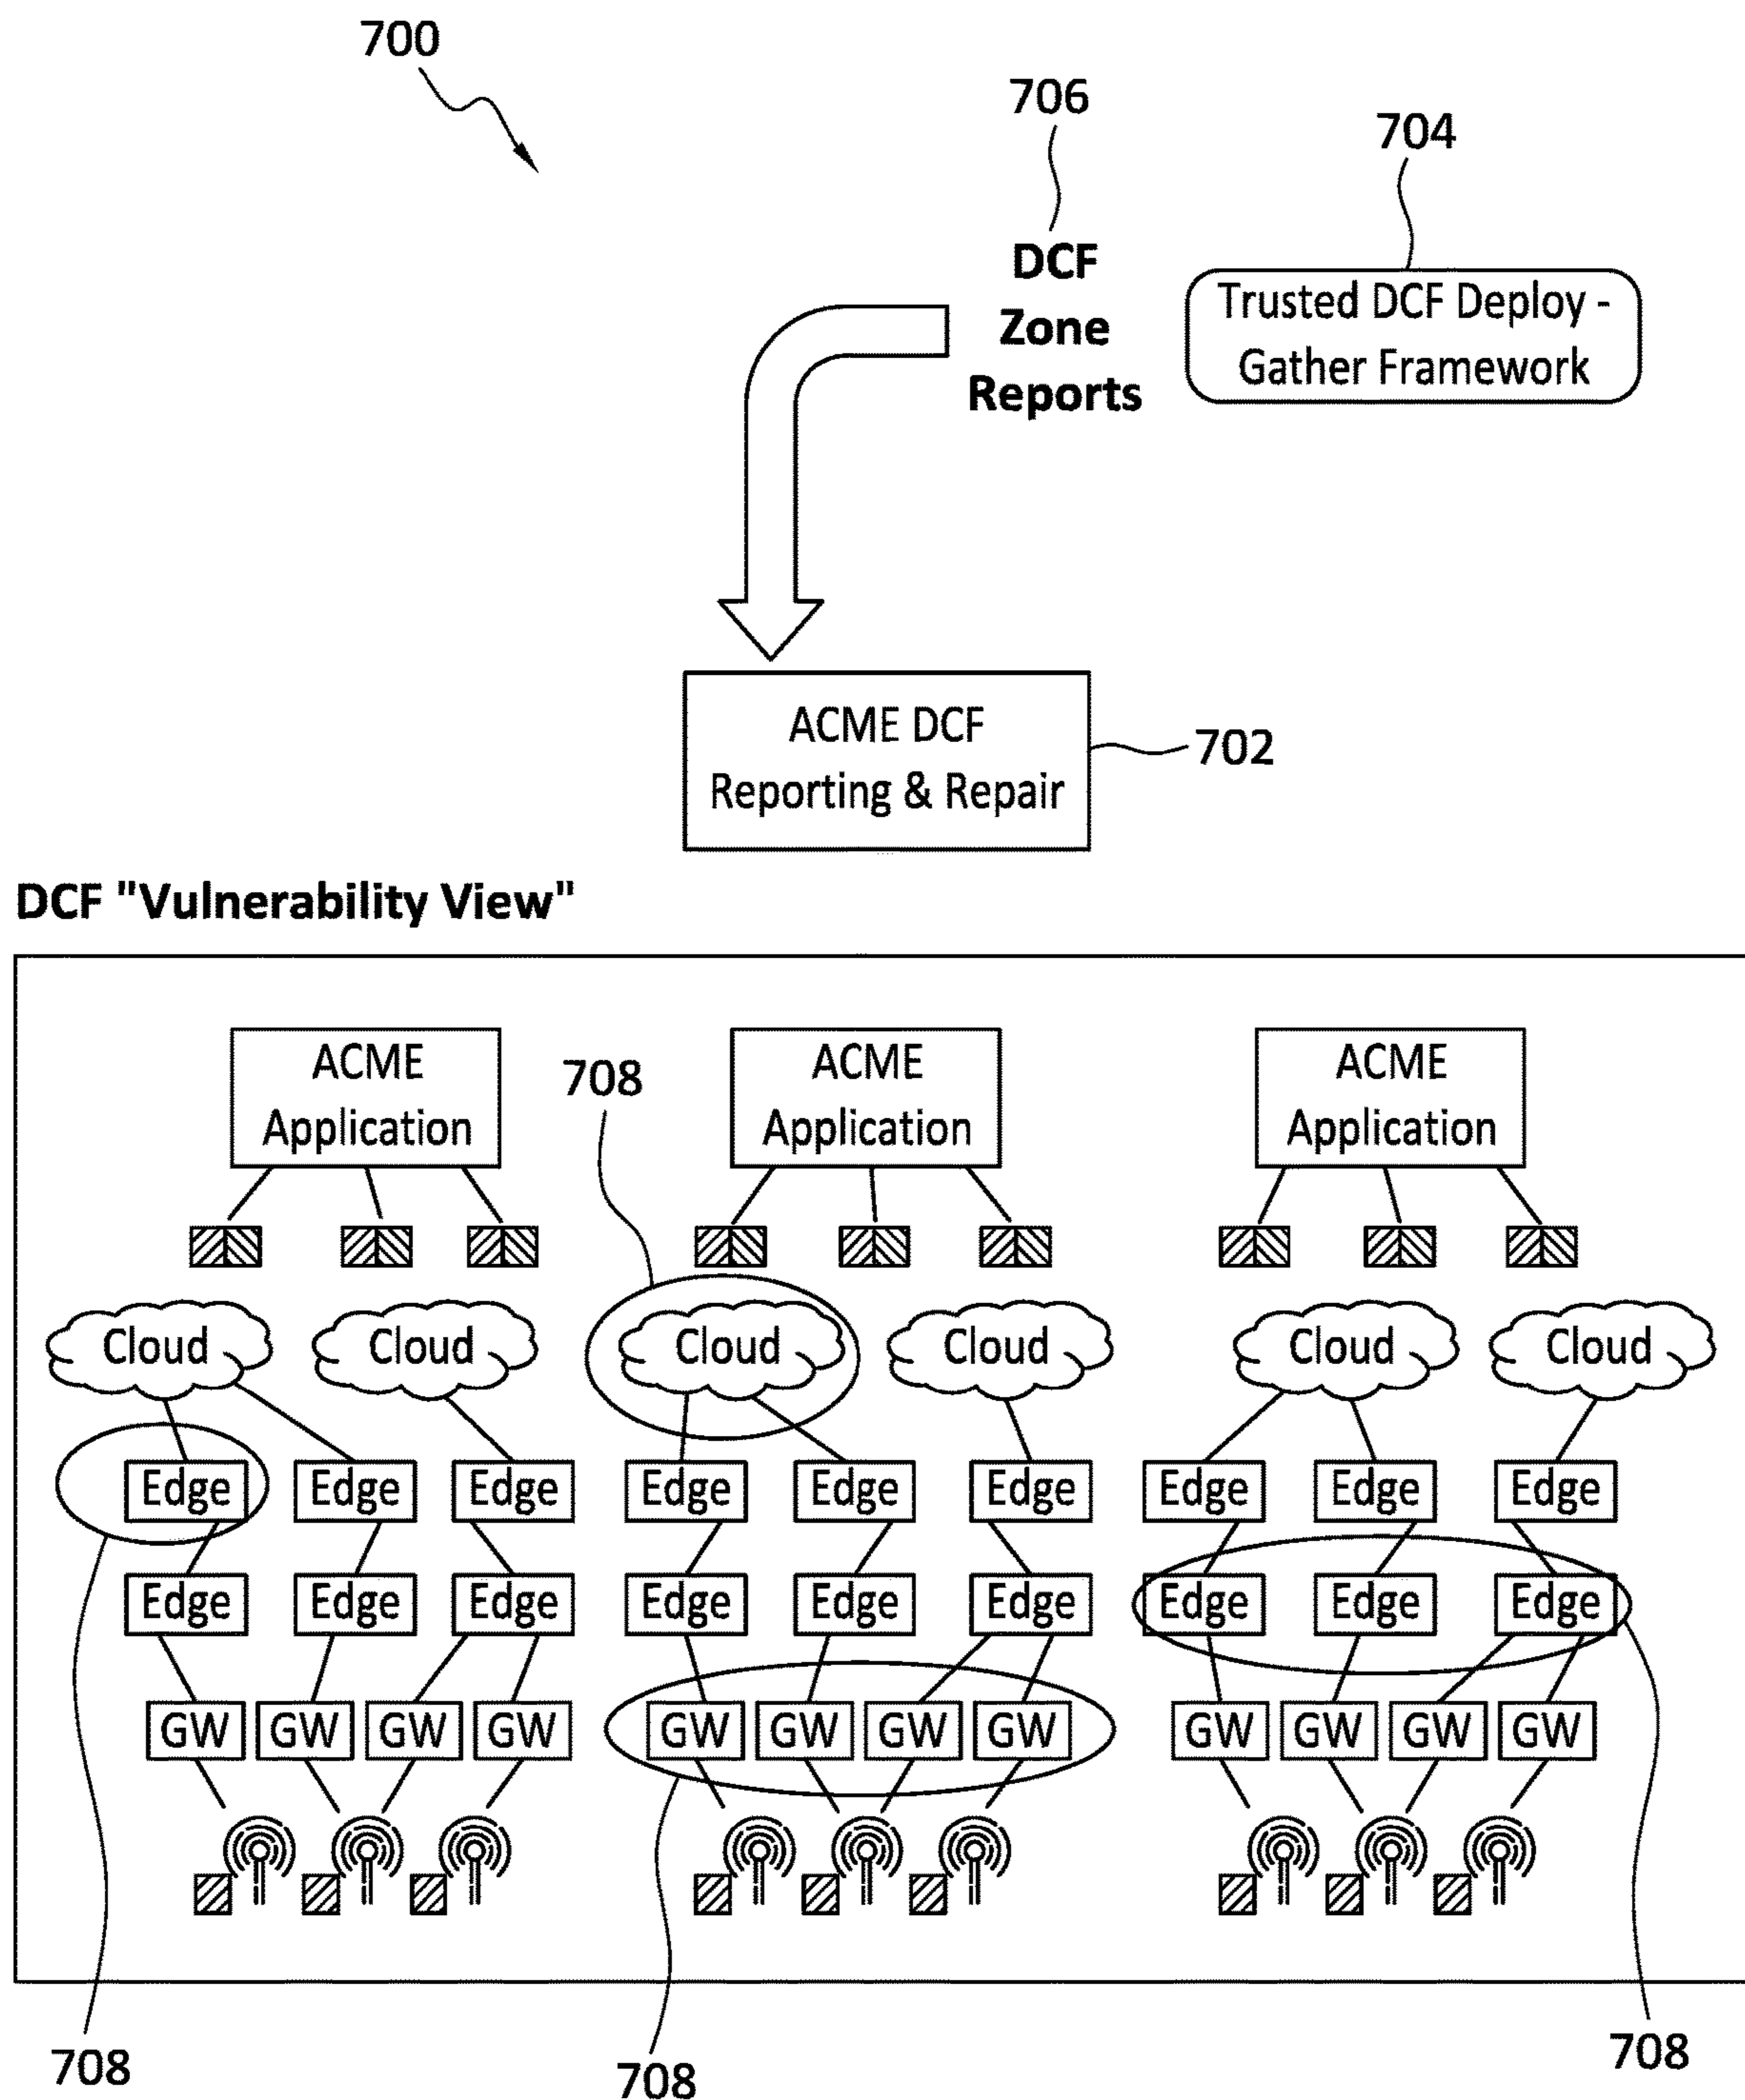 700
706
704
DCF
Zone
Reports
Trusted DCF Deploy -
Gather Framework
ACME DCF
Reporting & Repair
702
DCF "Vulnerability View"
ACME
Application
ACME
Application
ACME
Application
708
Cloud Cloud Cloud Cloud Cloud Cloud
Edge Edge Edge Edge Edge Edge Edge Edge Edge
Edge Edge Edge Edge Edge Edge Edge Edge Edge
GW GW GW GW GW GW GW GW GW GW GW GW
708
708
708